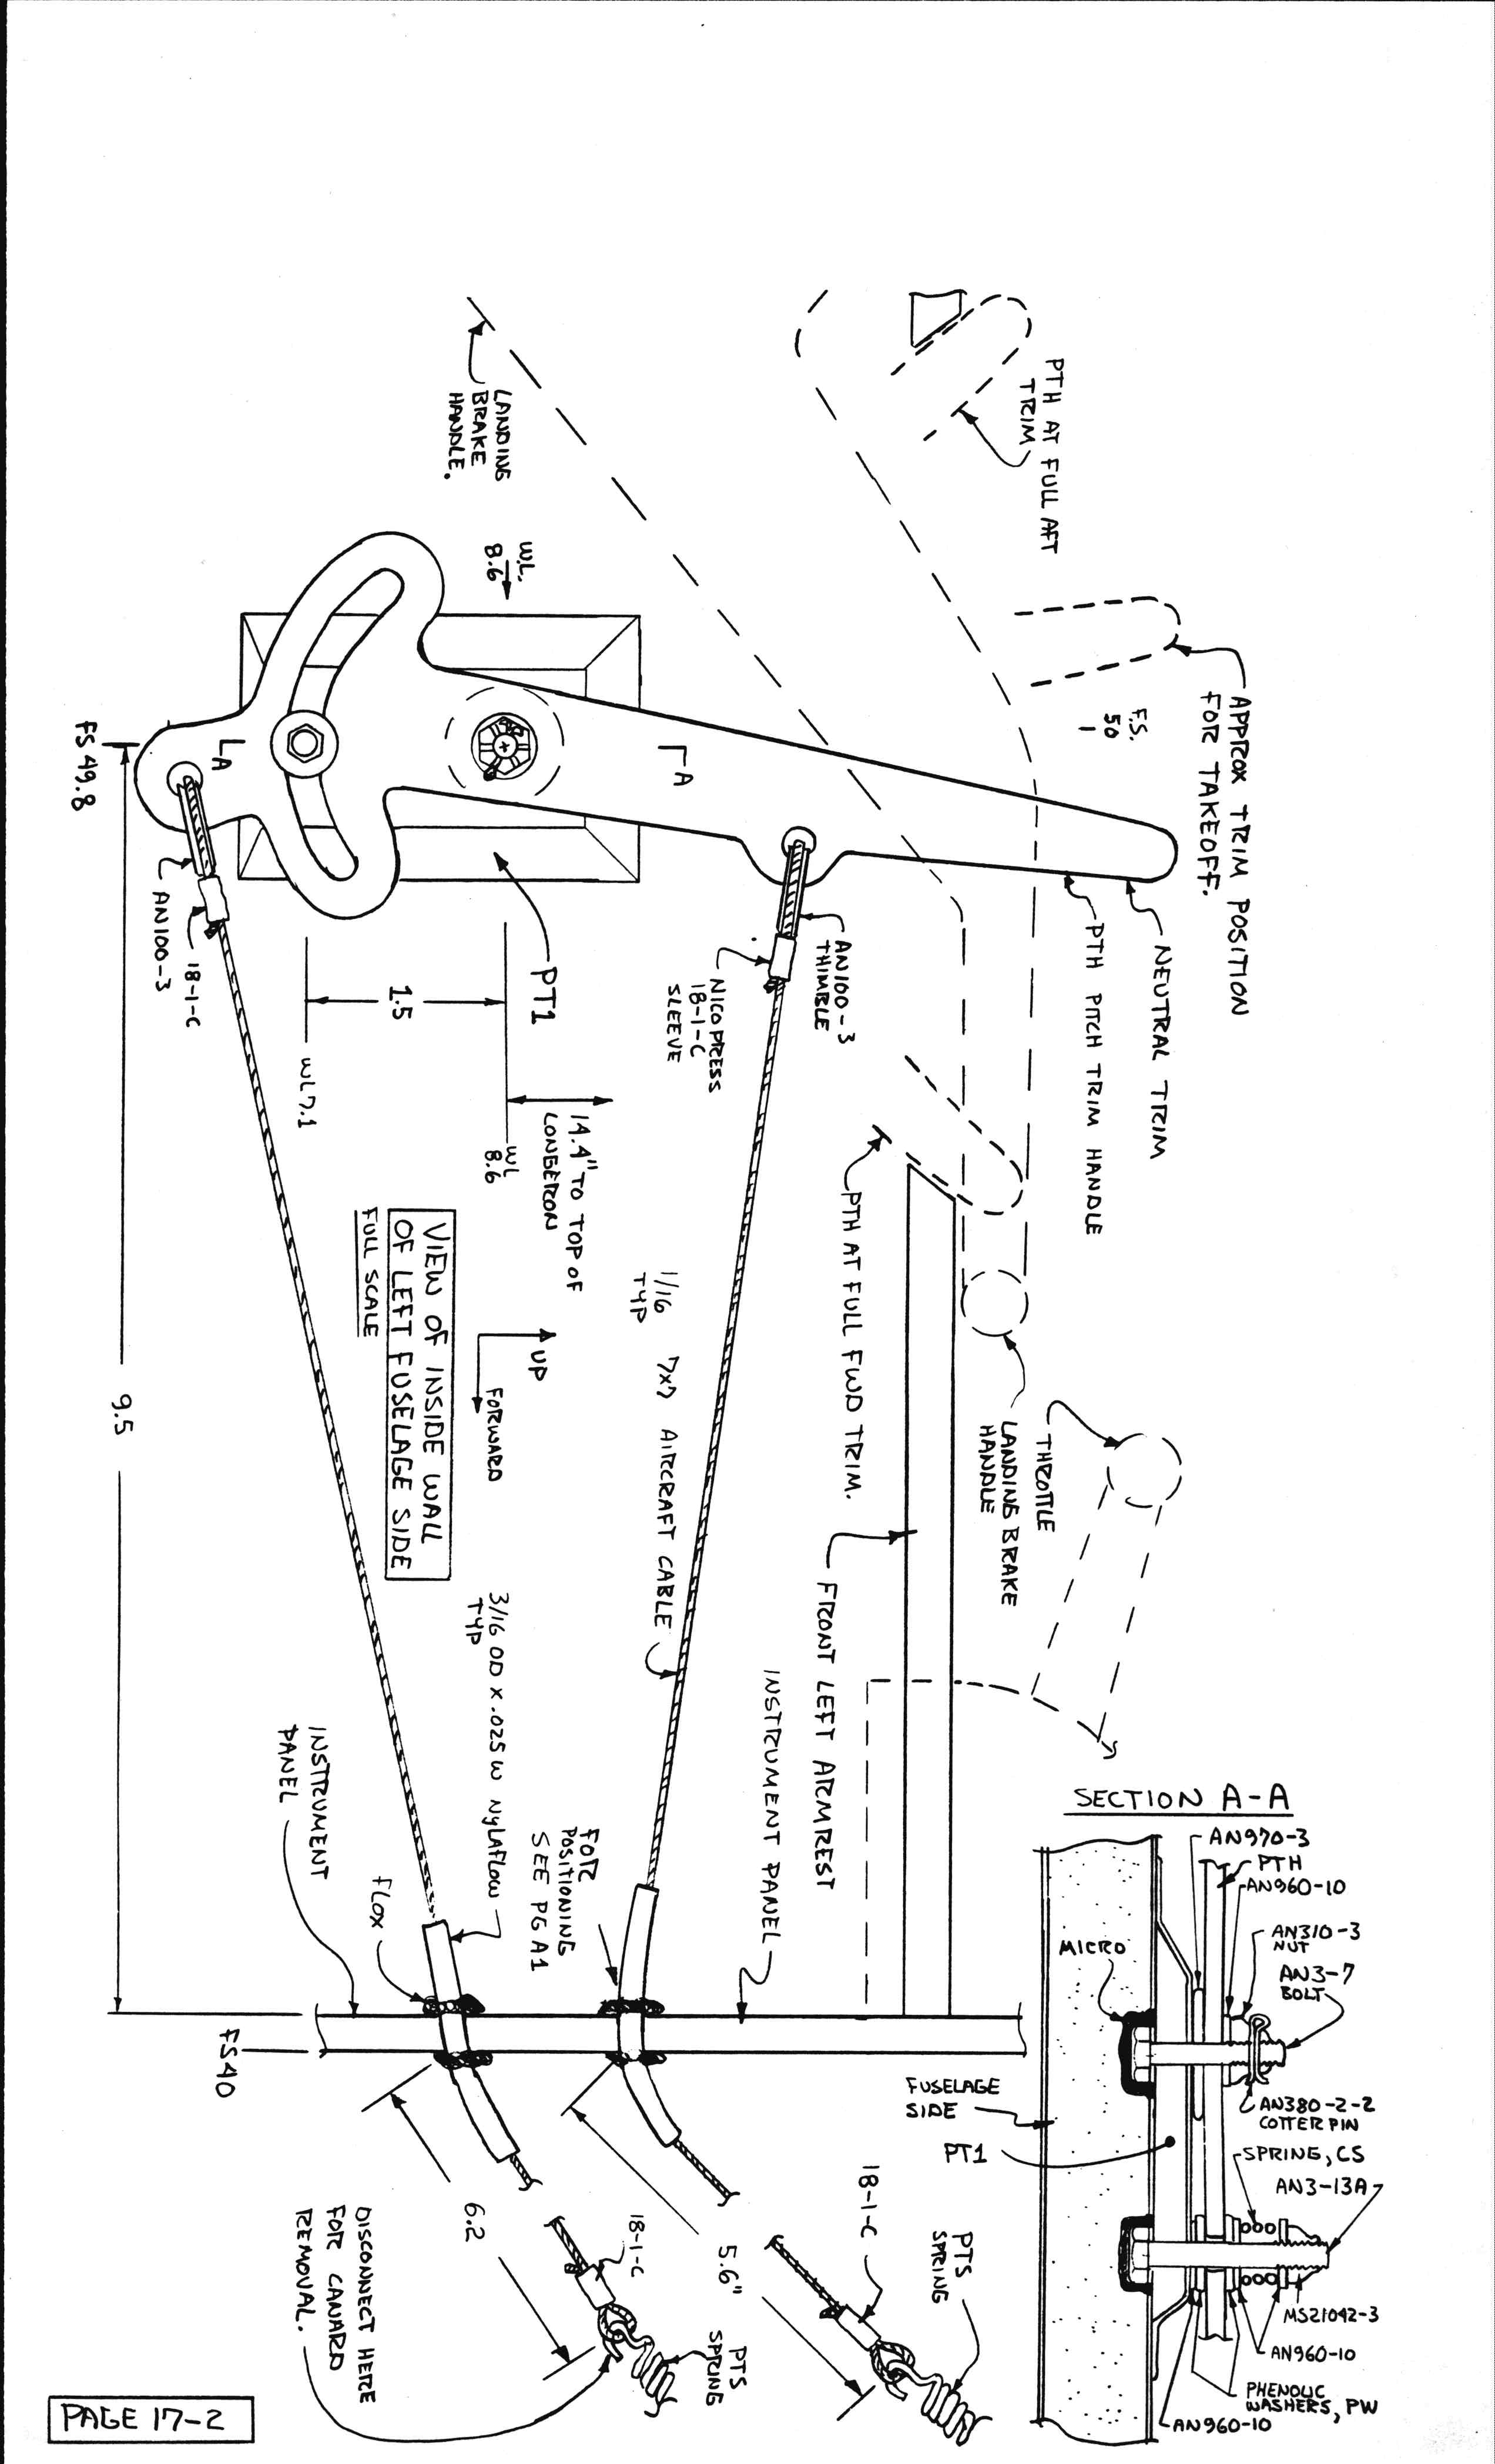 PTH AT FULL AFT
TRIM
LANDING
BRAKE
HANDLE.
W.L.
8.6
APPROX TRIM POSITION
FOR TAKEOFF.
F.S.
50
NEUTRAL TRIM
PTH PITCH TRIM HANDLE
A
A
FS 49.8
AN100-3
THIMBLE
NICOPRESS
18-1-C
SLEEVE
18-1-C
AN100-3
PT1
1.5
WL7.1
WL
8.6
14.4" TO TOP OF
LONGERON
PTH AT FULL FWD TRIM.
LANDING BRAKE
HANDLE
THROTTLE
UP
FORWARD
VIEW OF INSIDE WALL
OF LEFT FUSELAGE SIDE
FULL SCALE
1/16 7x7 AIRCRAFT CABLE
TYP
9.5
FRONT LEFT ARMREST
INSTRUMENT PANEL
3/16 OD x .025 W NYLAFLOW
TYP
FOR
POSITIONING
SEE PG A1
FLOX
INSTRUMENT
PANEL
FS40
SECTION A-A
AN970-3
PTH
AN960-10
AN310-3
NUT
AN3-7
BOLT
MICRO
AN380-2-2
COTTER PIN
FUSELAGE
SIDE
PT1
SPRING, CS
AN3-13A
MS21042-3
AN960-10
PHENOLIC
WASHERS, PW
AN960-10
18-1-C
PTS
SPRING
5.6"
18-1-C
PTS
SPRING
6.2
DISCONNECT HERE
FOR CANARD
REMOVAL.
PAGE 17-2